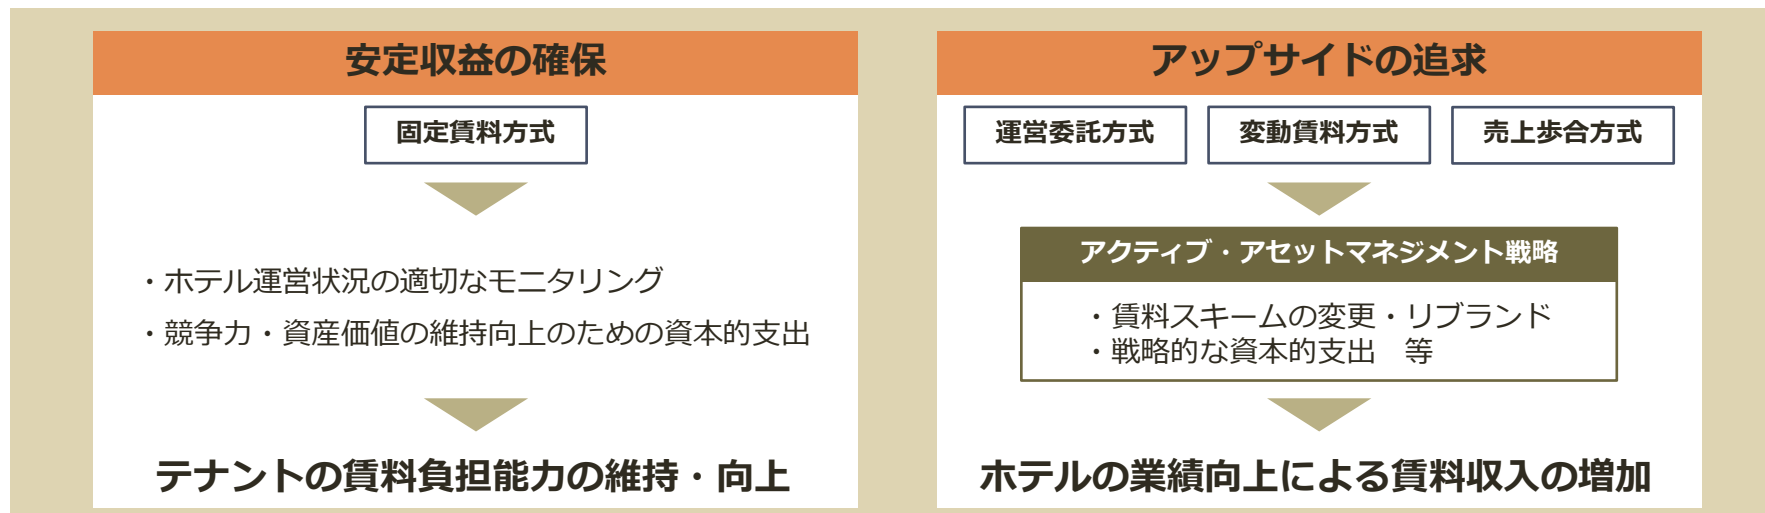 安定収益の確保
固定賃料方式
・ホテル運営状況の適切なモニタリング
・競争力・資産価値の維持向上のための資本的支出
テナントの賃料負担能力の維持・向上
アップサイドの追求
運営委託方式
変動賃料方式
売上歩合方式
アクティブ・アセットマネジメント戦略
・賃料スキームの変更・リブランド
・戦略的な資本的支出　等
ホテルの業績向上による賃料収入の増加